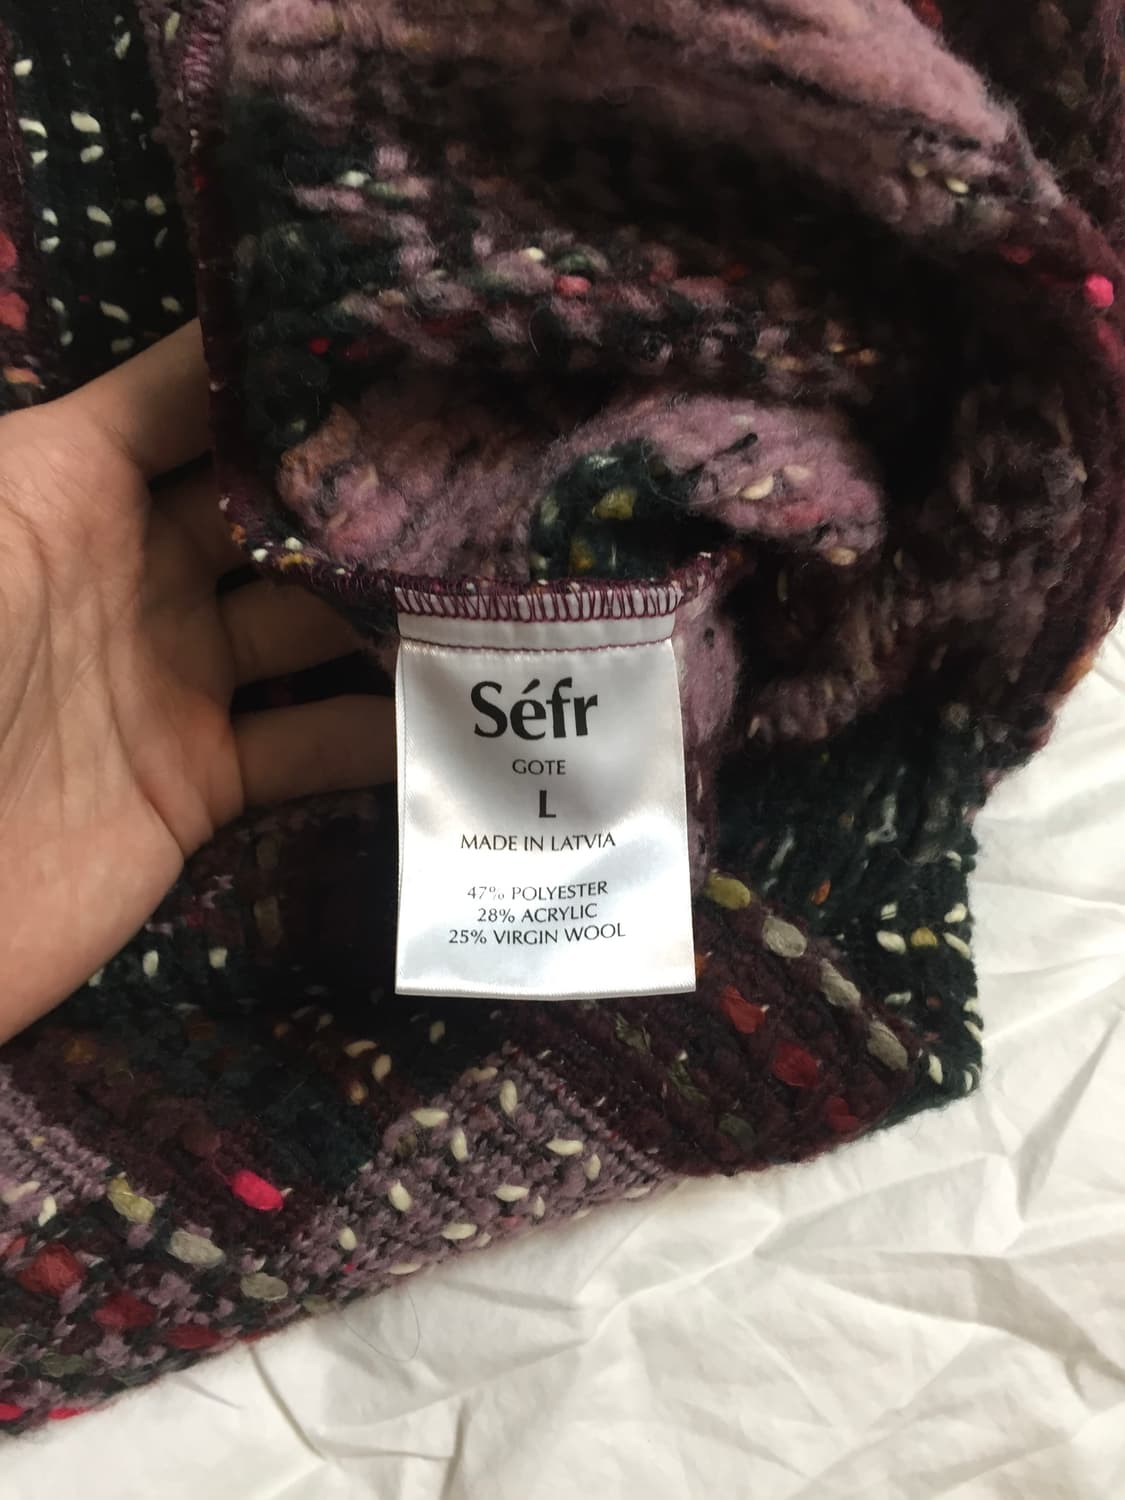 Séfr
GOTE
L
MADE IN LATVIA
47% POLYESTER
28% ACRYLIC
25% VIRGIN WOOL